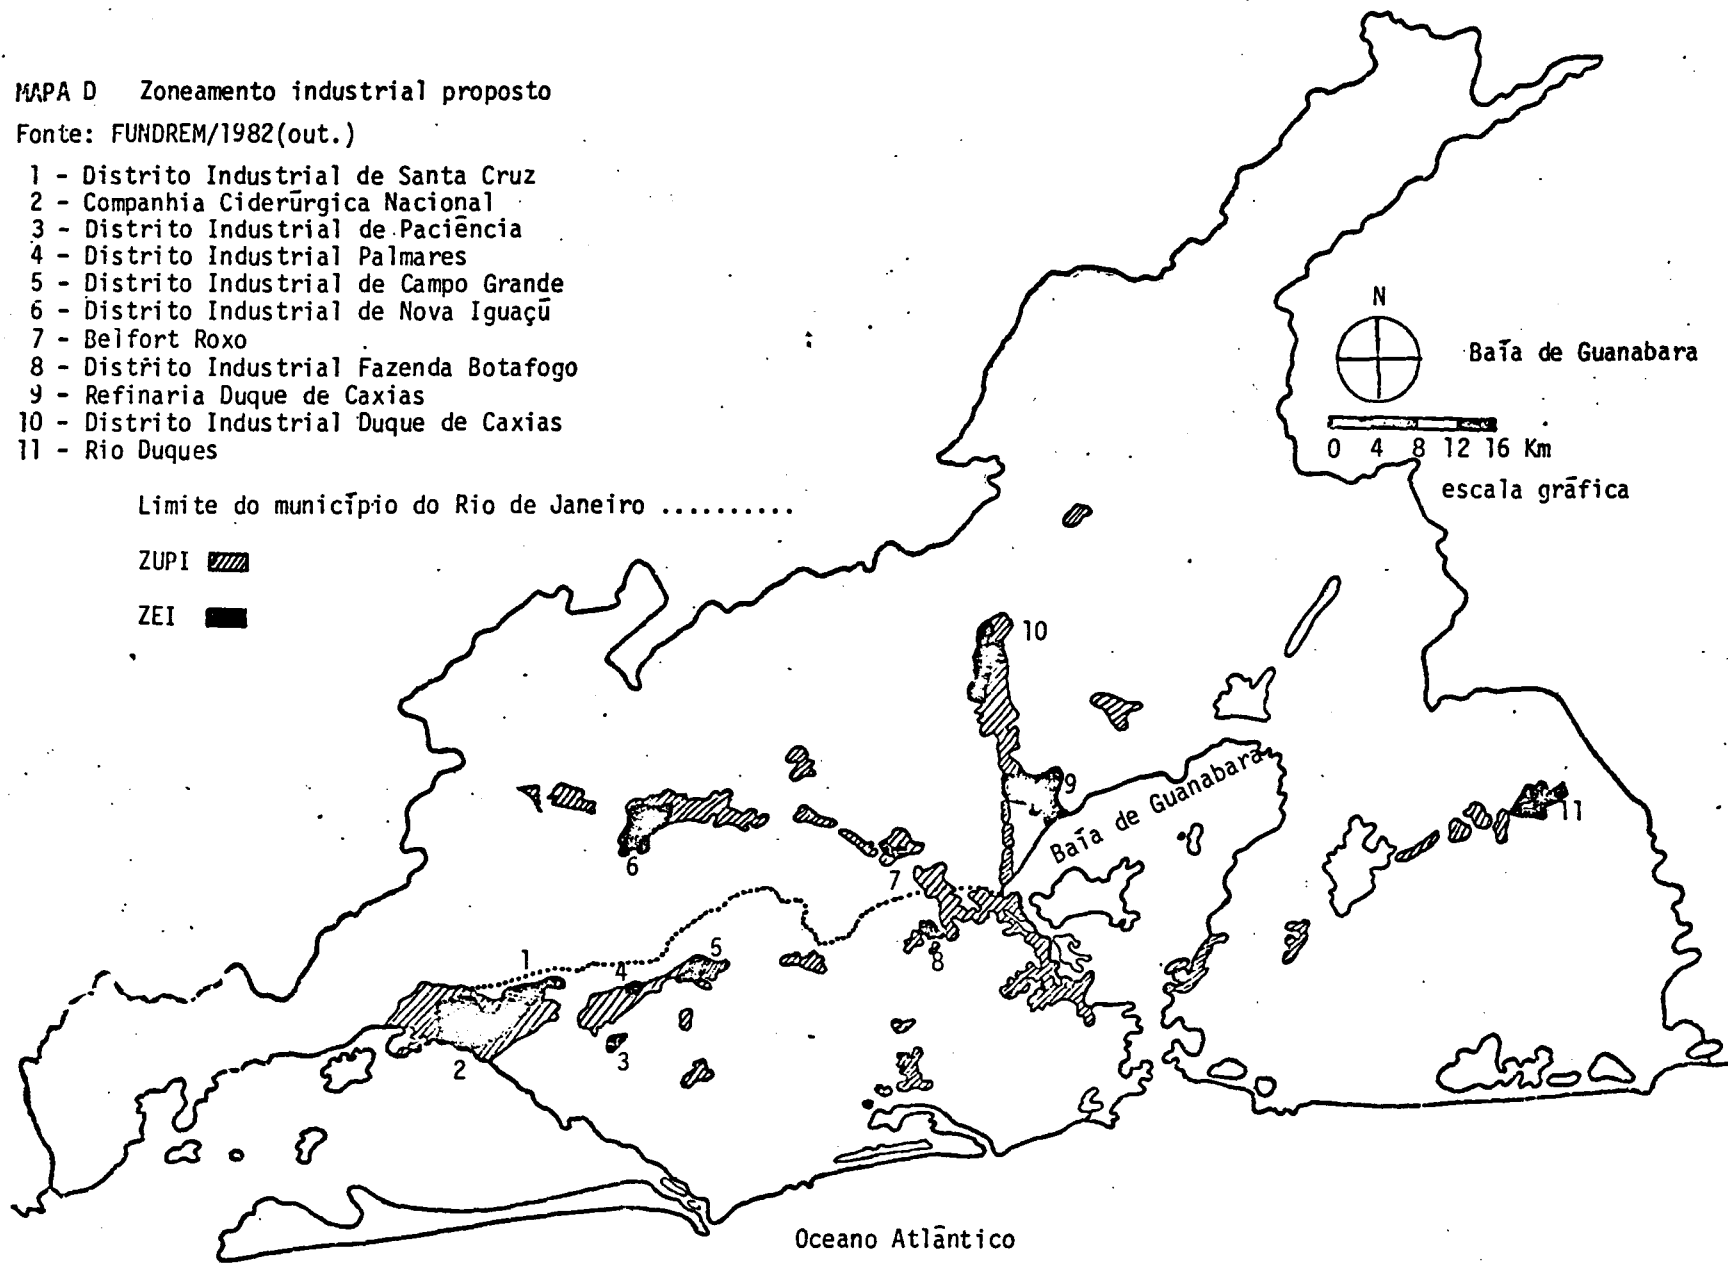 MAPA D Zoneamento industrial proposto
Fonte: FUNDREM/1982(out.)
1 - Distrito Industrial de Santa Cruz
2 - Companhia Ciderūrgica Nacional
3 - Distrito Industrial de Paciência
4 - Distrito Industrial Palmares
5 - Distrito Industrial de Campo Grande
6 - Distrito Industrial de Nova Iguaçū
7 - Belfort Roxo
8 - Distrito Industrial Fazenda Botafogo
9 - Refinaria Duque de Caxias
10 - Distrito Industrial Duque de Caxias
11 - Rio Duques
Limite do municīpio do Rio de Janeiro ..........
ZUPI
ZEI
N
Baīa de Guanabara
0 4 8 12 16 Km
escala grāfica
10
9
Baīa de Guanabara
11
6
7
8
1
5
4
3
2
Oceano Atlāntico